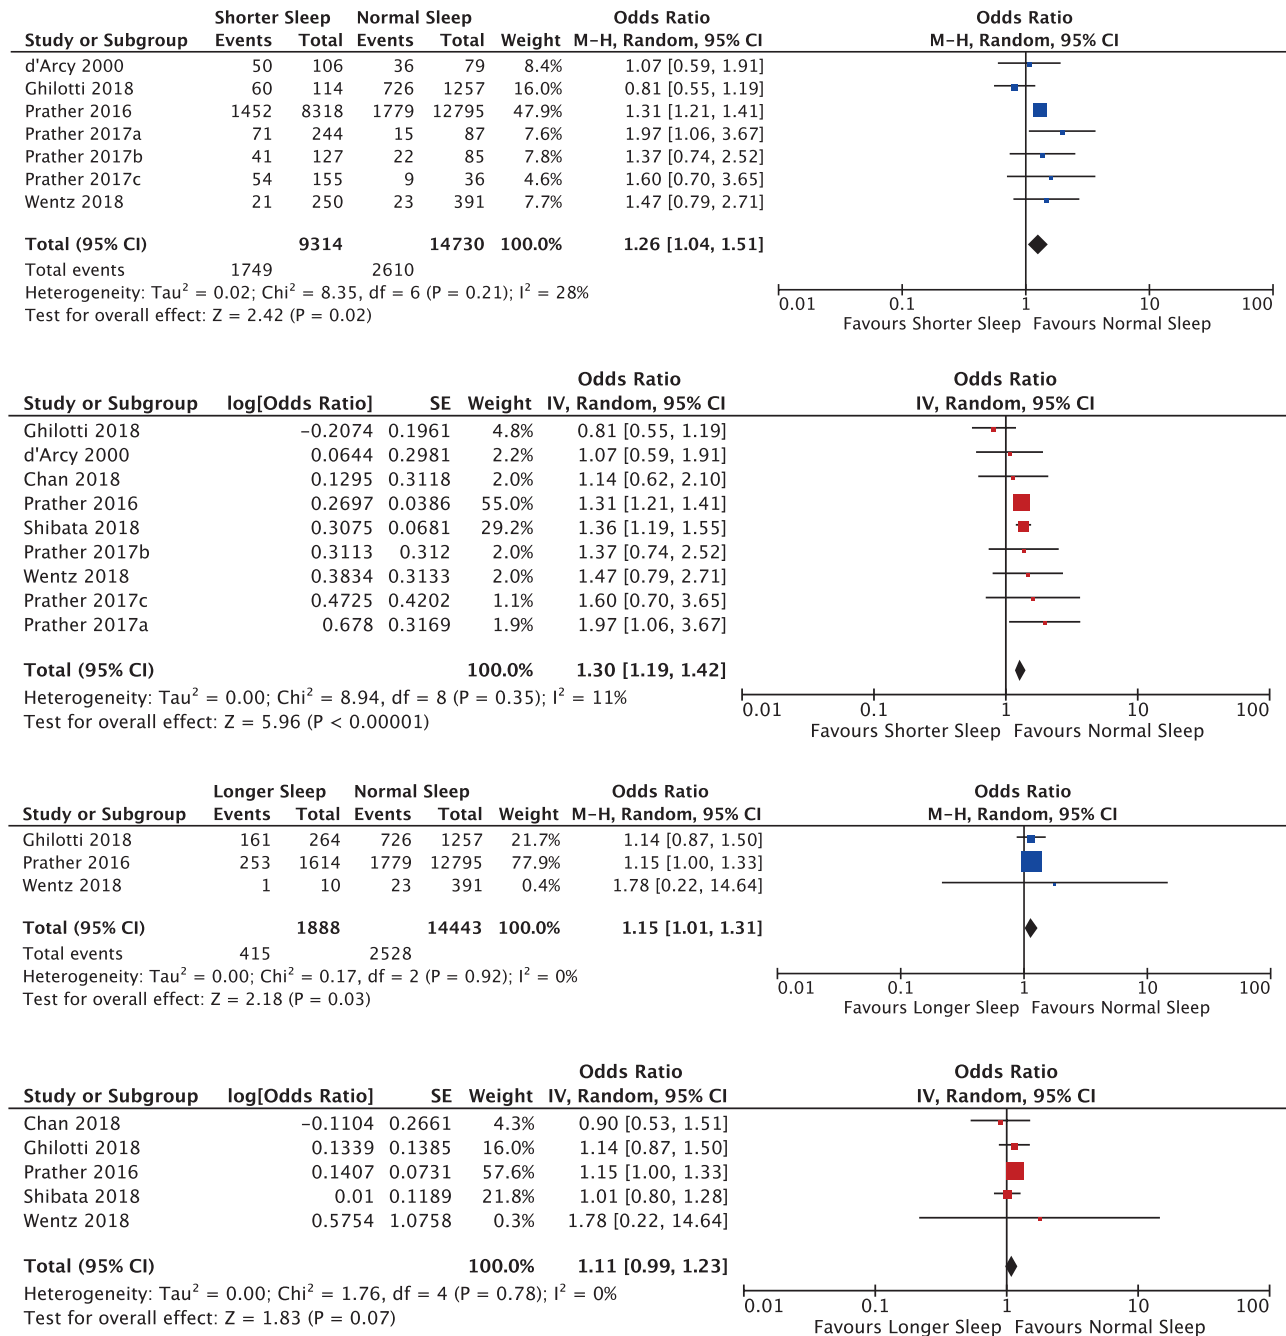 Shorter Sleep Normal Sleep Odds Ratio Odds Ratio
Study or Subgroup Events Total Events Total Weight M-H, Random, 95% CI M-H, Random, 95% CI
d'Arcy 2000 50 106 36 79 8.4% 1.07 [0.59, 1.91]
Ghilotti 2018 60 114 726 1257 16.0% 0.81 [0.55, 1.19]
Prather 2016 1452 8318 1779 12795 47.9% 1.31 [1.21, 1.41]
Prather 2017a 71 244 15 87 7.6% 1.97 [1.06, 3.67]
Prather 2017b 41 127 22 85 7.8% 1.37 [0.74, 2.52]
Prather 2017c 54 155 9 36 4.6% 1.60 [0.70, 3.65]
Wentz 2018 21 250 23 391 7.7% 1.47 [0.79, 2.71]
Total (95% CI) 9314 14730 100.0% 1.26 [1.04, 1.51]
Total events 1749 2610
Heterogeneity: Tau² = 0.02; Chi² = 8.35, df = 6 (P = 0.21); I² = 28%
Test for overall effect: Z = 2.42 (P = 0.02)
0.01 0.1 1 10 100
Favours Shorter Sleep Favours Normal Sleep
Odds Ratio Odds Ratio
Study or Subgroup log[Odds Ratio] SE Weight IV, Random, 95% CI IV, Random, 95% CI
Ghilotti 2018 -0.2074 0.1961 4.8% 0.81 [0.55, 1.19]
d'Arcy 2000 0.0644 0.2981 2.2% 1.07 [0.59, 1.91]
Chan 2018 0.1295 0.3118 2.0% 1.14 [0.62, 2.10]
Prather 2016 0.2697 0.0386 55.0% 1.31 [1.21, 1.41]
Shibata 2018 0.3075 0.0681 29.2% 1.36 [1.19, 1.55]
Prather 2017b 0.3113 0.312 2.0% 1.37 [0.74, 2.52]
Wentz 2018 0.3834 0.3133 2.0% 1.47 [0.79, 2.71]
Prather 2017c 0.4725 0.4202 1.1% 1.60 [0.70, 3.65]
Prather 2017a 0.678 0.3169 1.9% 1.97 [1.06, 3.67]
Total (95% CI) 100.0% 1.30 [1.19, 1.42]
Heterogeneity: Tau² = 0.00; Chi² = 8.94, df = 8 (P = 0.35); I² = 11%
Test for overall effect: Z = 5.96 (P < 0.00001)
0.01 0.1 1 10 100
Favours Shorter Sleep Favours Normal Sleep
Longer Sleep Normal Sleep Odds Ratio Odds Ratio
Study or Subgroup Events Total Events Total Weight M-H, Random, 95% CI M-H, Random, 95% CI
Ghilotti 2018 161 264 726 1257 21.7% 1.14 [0.87, 1.50]
Prather 2016 253 1614 1779 12795 77.9% 1.15 [1.00, 1.33]
Wentz 2018 1 10 23 391 0.4% 1.78 [0.22, 14.64]
Total (95% CI) 1888 14443 100.0% 1.15 [1.01, 1.31]
Total events 415 2528
Heterogeneity: Tau² = 0.00; Chi² = 0.17, df = 2 (P = 0.92); I² = 0%
Test for overall effect: Z = 2.18 (P = 0.03)
0.01 0.1 1 10 100
Favours Longer Sleep Favours Normal Sleep
Odds Ratio Odds Ratio
Study or Subgroup log[Odds Ratio] SE Weight IV, Random, 95% CI IV, Random, 95% CI
Chan 2018 -0.1104 0.2661 4.3% 0.90 [0.53, 1.51]
Ghilotti 2018 0.1339 0.1385 16.0% 1.14 [0.87, 1.50]
Prather 2016 0.1407 0.0731 57.6% 1.15 [1.00, 1.33]
Shibata 2018 0.01 0.1189 21.8% 1.01 [0.80, 1.28]
Wentz 2018 0.5754 1.0758 0.3% 1.78 [0.22, 14.64]
Total (95% CI) 100.0% 1.11 [0.99, 1.23]
Heterogeneity: Tau² = 0.00; Chi² = 1.76, df = 4 (P = 0.78); I² = 0%
Test for overall effect: Z = 1.83 (P = 0.07)
0.01 0.1 1 10 100
Favours Longer Sleep Favours Normal Sleep